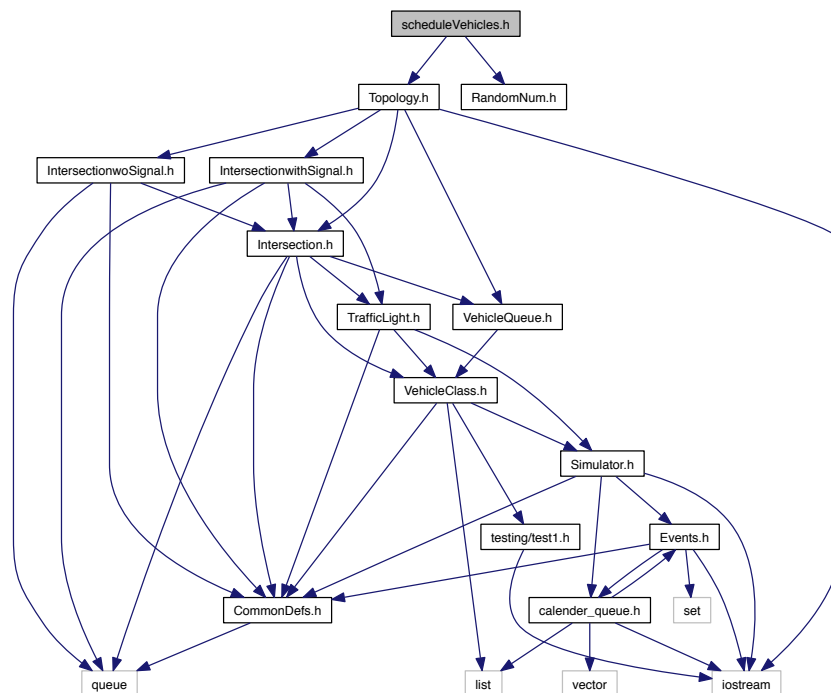 scheduleVehicles.h
Topology.h
RandomNum.h
IntersectionwoSignal.h
IntersectionwithSignal.h
Intersection.h
TrafficLight.h
VehicleQueue.h
VehicleClass.h
Simulator.h
testing/test1.h
Events.h
CommonDefs.h
calender_queue.h
set
queue
list
vector
iostream